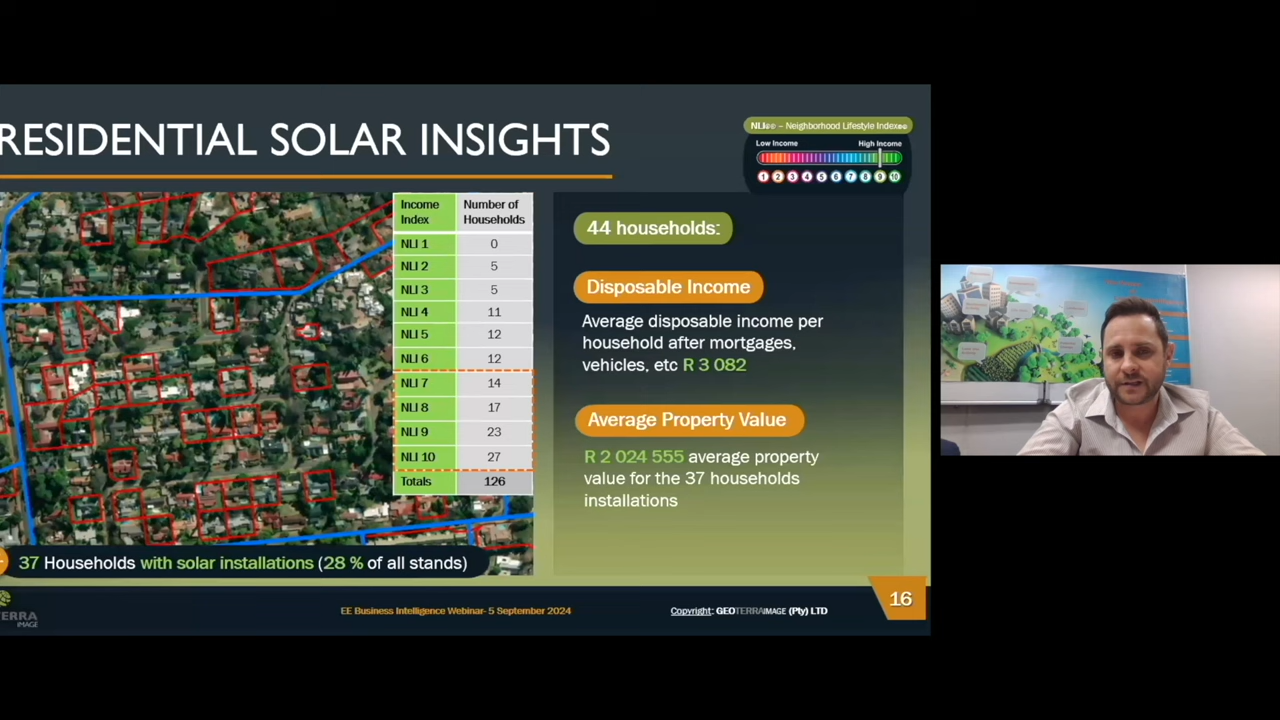 RESIDENTIAL SOLAR INSIGHTS
NLI©® – Neighborhood Lifestyle Index©®
Low Income High Income
1 2 3 4 5 6 7 8 9 10
Income Index Number of Households
NLI 1 0
NLI 2 5
NLI 3 5
NLI 4 11
NLI 5 12
NLI 6 12
NLI 7 14
NLI 8 17
NLI 9 23
NLI 10 27
Totals 126
37 Households with solar installations (28 % of all stands)
44 households:
Disposable Income
Average disposable income per
household after mortgages,
vehicles, etc R 3 082
Average Property Value
R 2 024 555 average property
value for the 37 households
installations
TERRA
IMAGE
EE Business Intelligence Webinar- 5 September 2024
Copyright: GEOTERRAIMAGE (Pty) LTD
16